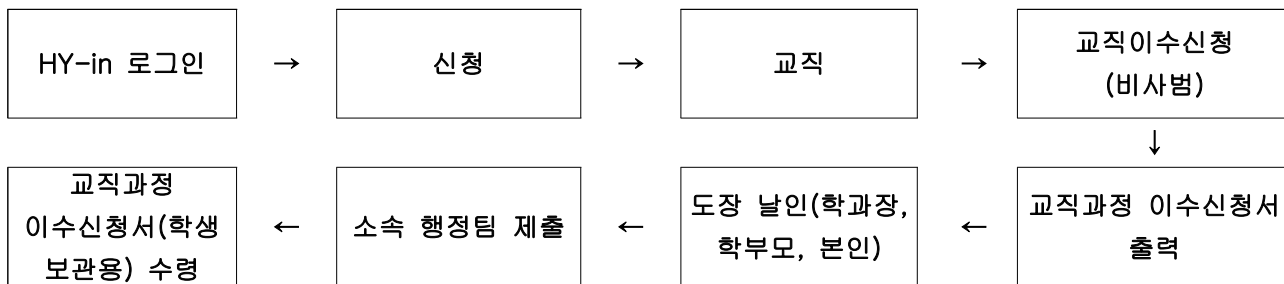 HY-in 로그인
→
신청
→
교직
→
교직이수신청
(비사범)
↓
교직과정 이수신청서
출력
←
도장 날인(학과장,
학부모, 본인)
←
소속 행정팀 제출
←
교직과정
이수신청서(학생
보관용) 수령